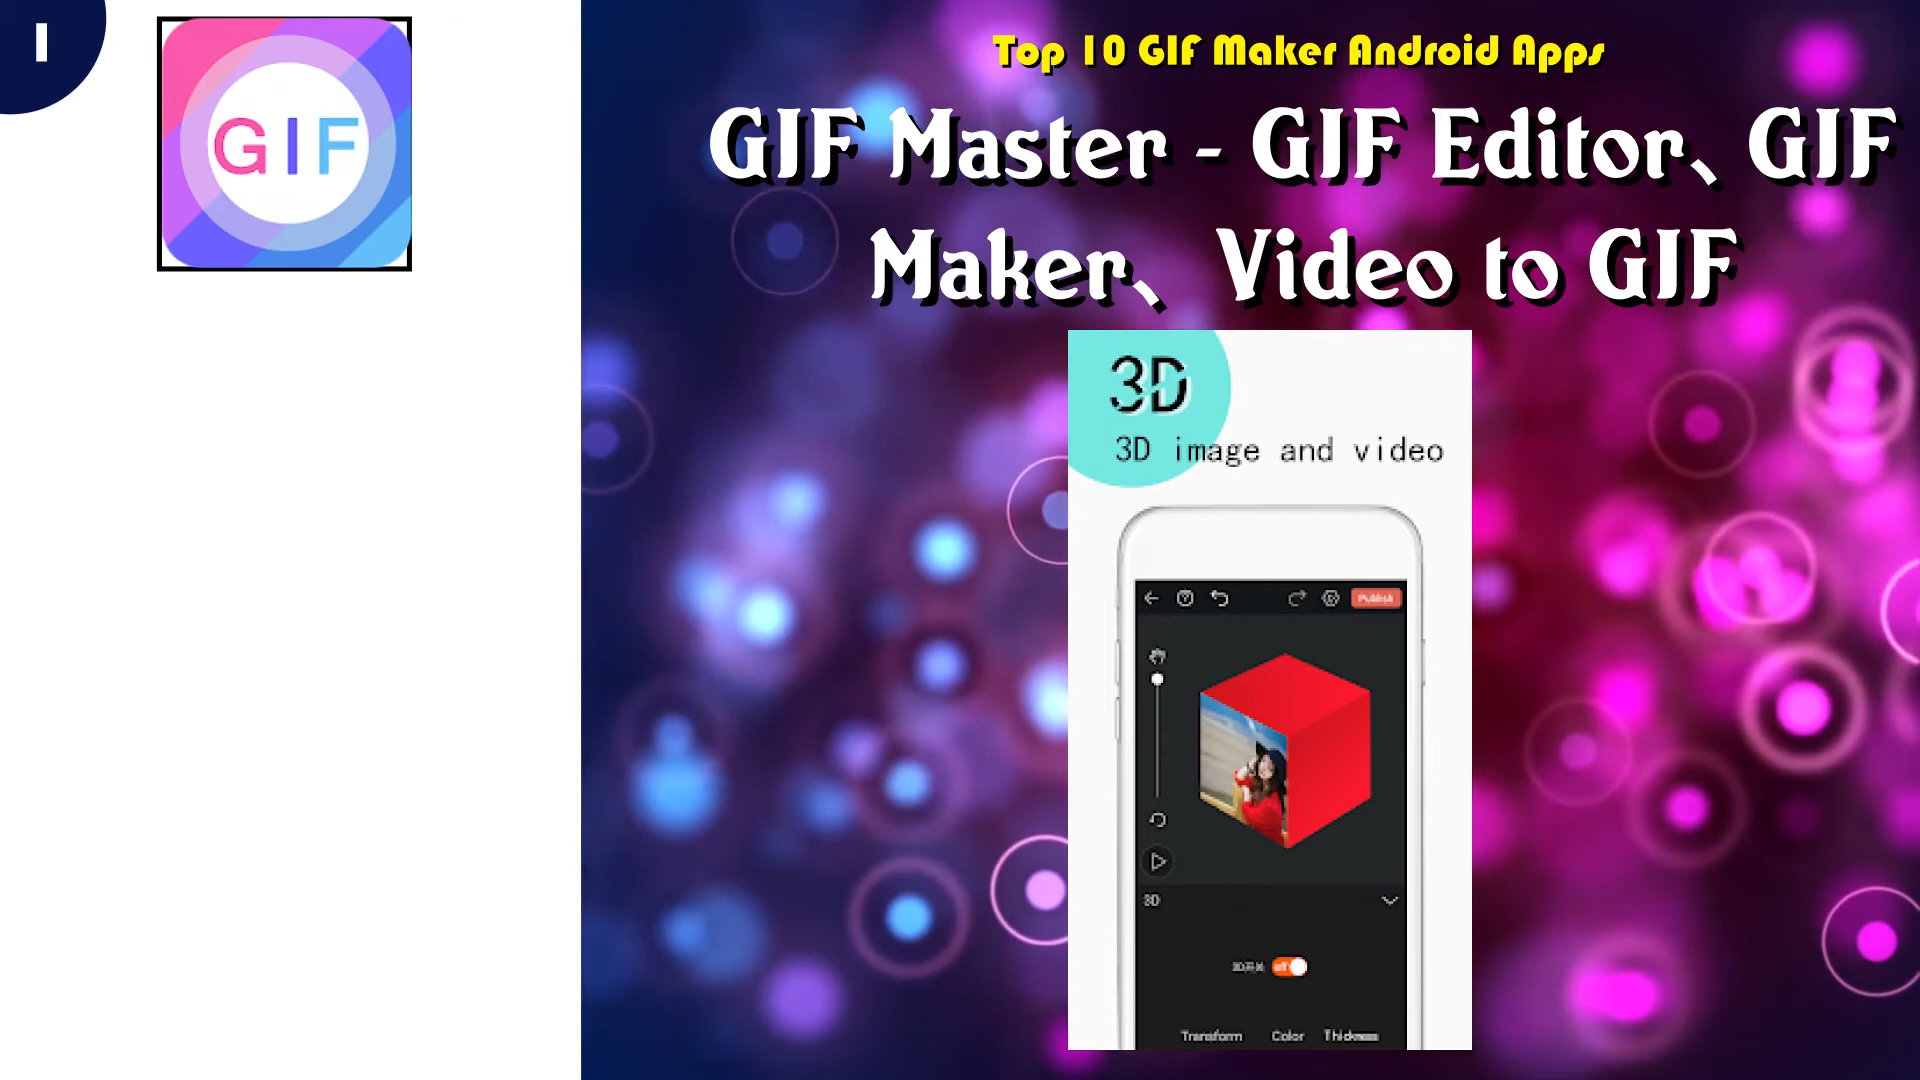 1
GIF
Top 10 GIF Maker Android Apps
GIF Master - GIF Editor、GIF
Maker、Video to GIF
3D
3D image and video
Publish
3D
off
Transform Color Thickness